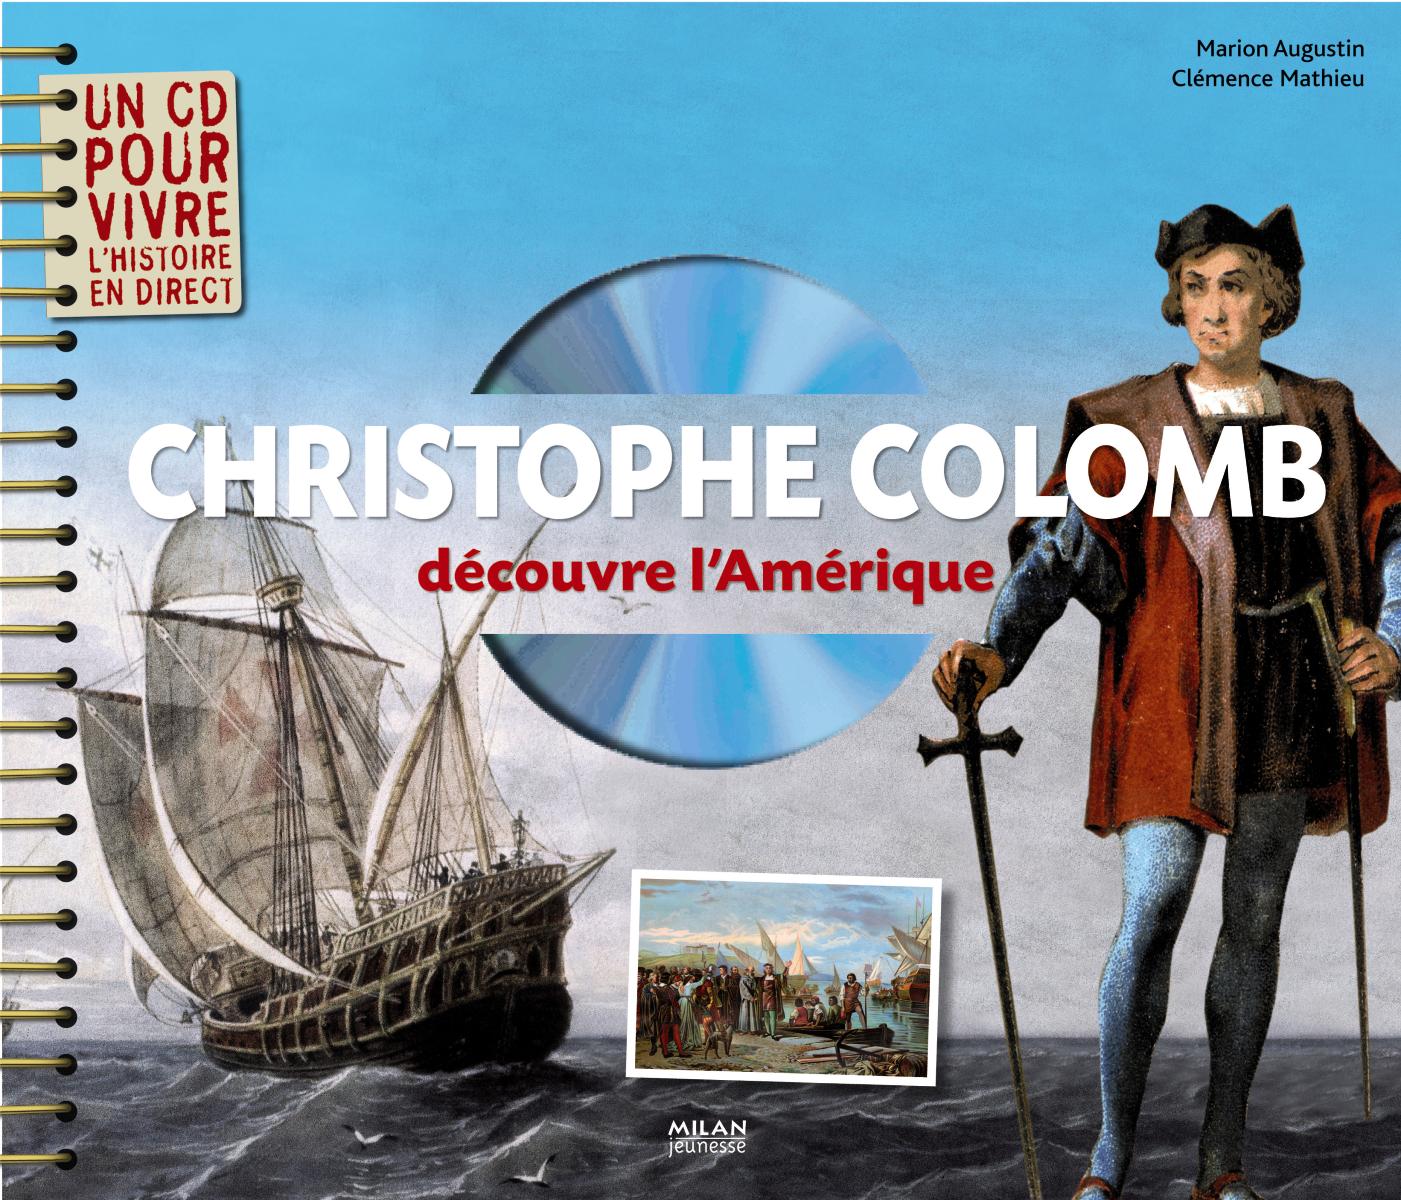 Marion Augustin
Clémence Mathieu
UN CD
POUR
VIVRE
L'HISTOIRE
EN DIRECT
CHRISTOPHE COLOMB
découvre l'Amérique
MILAN
jeunesse